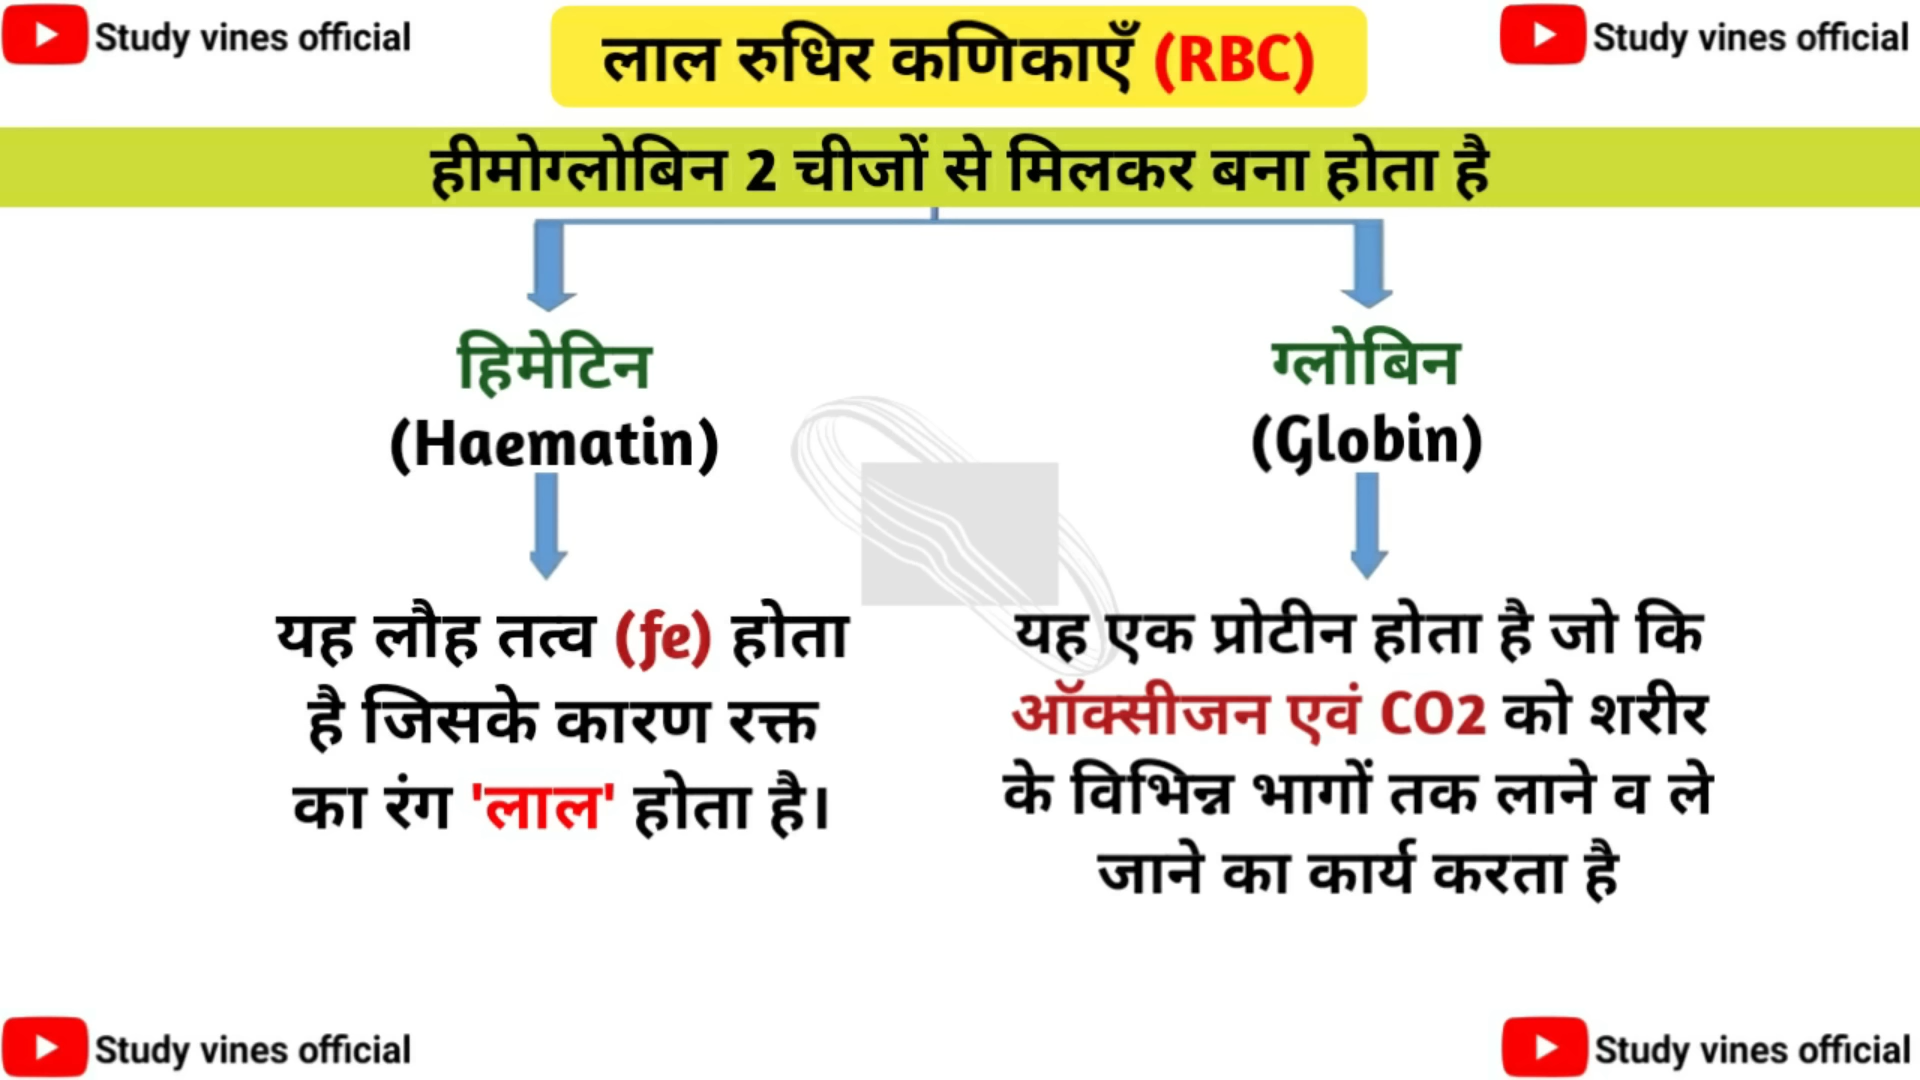 Study vines official
लाल रुधिर कणिकाएँ (RBC)
Study vines official
हीमोग्लोबिन 2 चीजों से मिलकर बना होता है
हिमेटिन
(Haematin)
यह लौह तत्व (fe) होता
है जिसके कारण रक्त
का रंग 'लाल' होता है।
ग्लोबिन
(Globin)
यह एक प्रोटीन होता है जो कि
ऑक्सीजन एवं CO2 को शरीर
के विभिन्न भागों तक लाने व ले
जाने का कार्य करता है
Study vines official
Study vines official